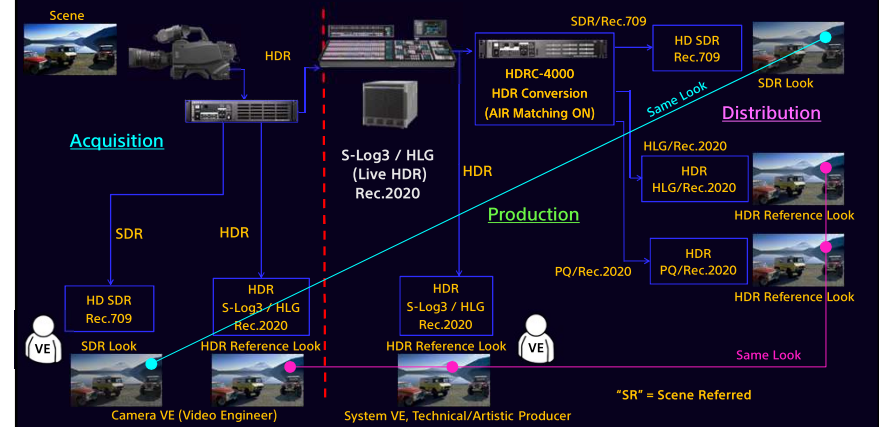 Scene
HDR
Acquisition
SDR
HDR
HD SDR
Rec.709
SDR Look
HDR
S-Log3 / HLG
Rec.2020
HDR Reference Look
VE
Camera VE (Video Engineer)
S-Log3 / HLG
(Live HDR)
Rec.2020
HDR
Production
HDR
S-Log3 / HLG
Rec.2020
HDR Reference Look
VE
System VE, Technical/Artistic Producer
HDRC-4000
HDR Conversion
(AIR Matching ON)
SDR/Rec.709
HD SDR
Rec.709
SDR Look
Same Look
Distribution
HLG/Rec.2020
HDR
HLG/Rec.2020
HDR Reference Look
PQ/Rec.2020
HDR
PQ/Rec.2020
HDR Reference Look
Same Look
“SR” = Scene Referred